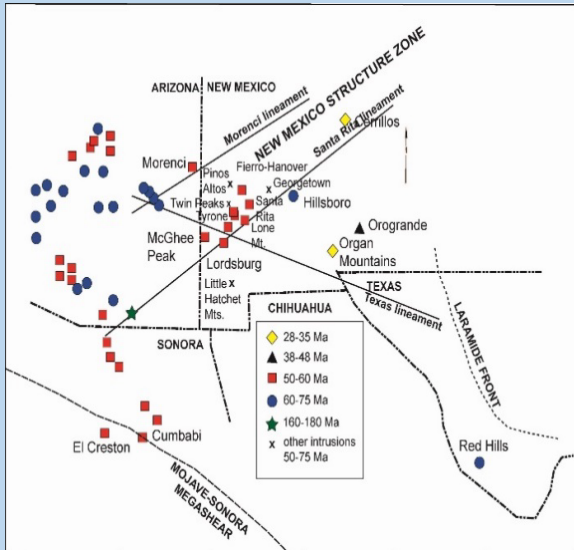 ARIZONA
NEW MEXICO
Morenci lineament
NEW MEXICO STRUCTURE ZONE
Santa Rita lineament
Cerrillos
Morenci
Pinos
Altos
Fierro-Hanover
Georgetown
Twin Peaks
Tyrone
Santa
Rita
Hillsboro
Lone
Mt.
McGhee
Peak
Lordsburg
Orogrande
Organ
Mountains
Little
Hatchet
Mts.
TEXAS
Texas lineament
CHIHUAHUA
SONORA
28-35 Ma
38-48 Ma
50-60 Ma
60-75 Ma
160-180 Ma
other intrusions
50-75 Ma
LARAMIDE FRONT
El Creston
Cumbabi
MOJAVE-SONORA
MEGASHEAR
Red Hills